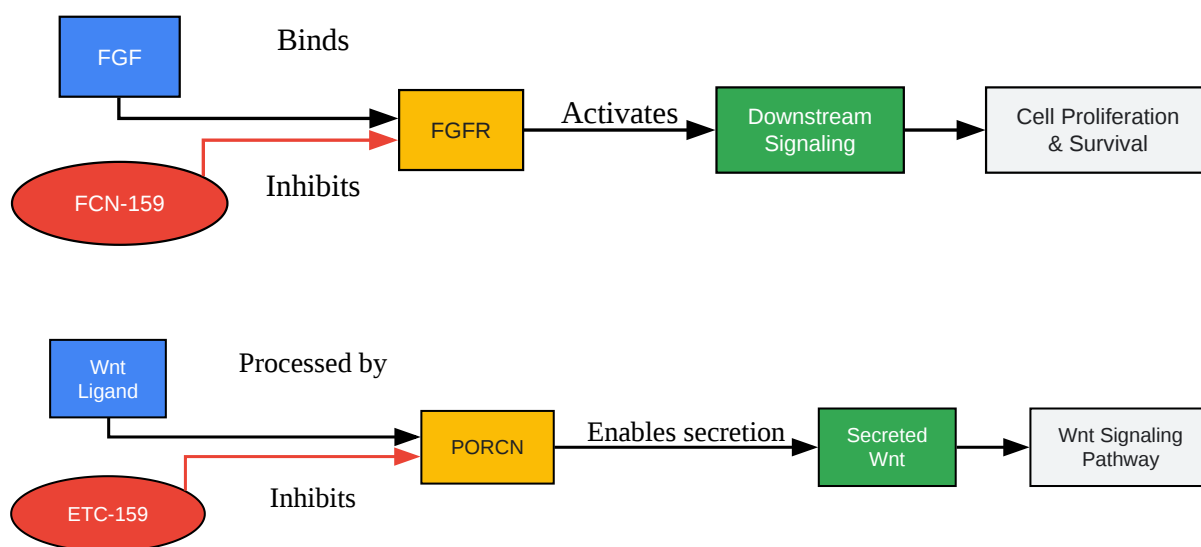 FGF
Binds
FGFR
Activates
Downstream
Signaling
Cell Proliferation
& Survival
FCN-159
Inhibits
Wnt
Ligand
Processed by
PORCN
Enables secretion
Secreted
Wnt
Wnt Signaling
Pathway
ETC-159
Inhibits